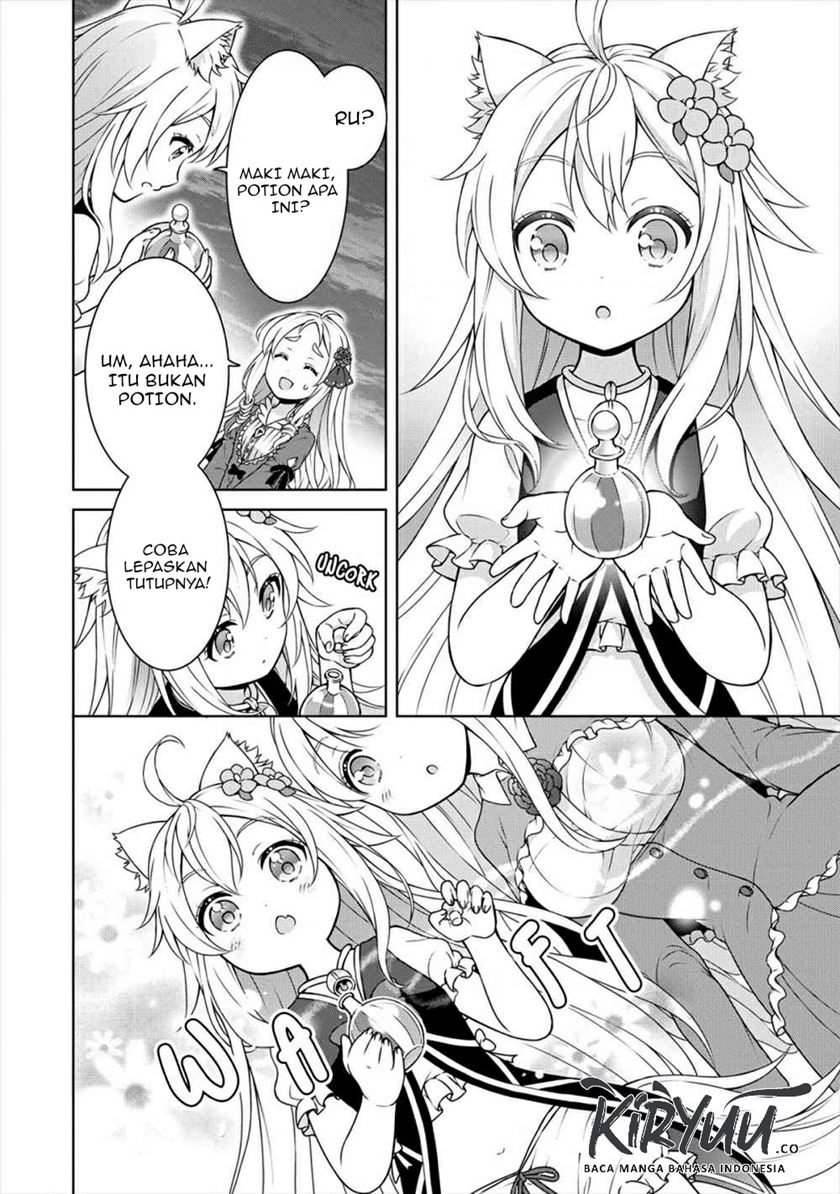 RU?
MAKI MAKI,
POTION APA
INI?
UM, AHAHA...
ITU BUKAN
POTION.
COBA
LEPASKAN
TUTUPNYA!
UNCORK
WAFT
KIRYUU.CO
BACA MANGA BAHASA INDONESIA